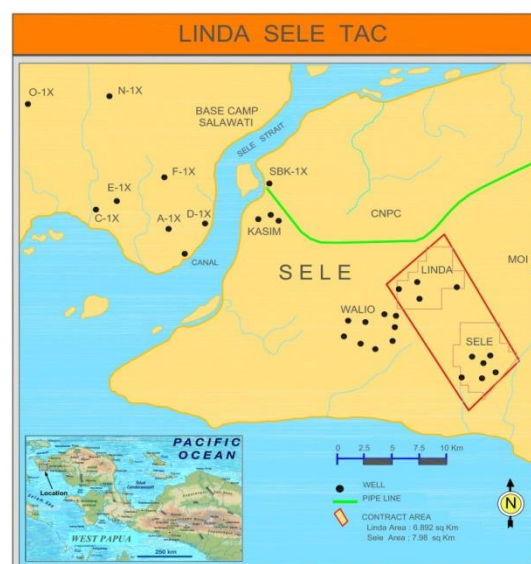 LINDA SELE TAC
O-1X
N-1X
BASE CAMP
SALAWATI
SELE STRAIT
F-1X
SBK-1X
E-1X
C-1X
A-1X
D-1X
KASIM
CNPC
CANAL
SELE
MOI
LINDA
WALIO
SELE
PACIFIC
OCEAN
Location
WEST PAPUA
250 km
0 2.5 5 7.5 10 Km
WELL
PIPE LINE
CONTRACT AREA
Linda Area : 6.892 sq Km
Sele Area : 7.98 sq Km
N